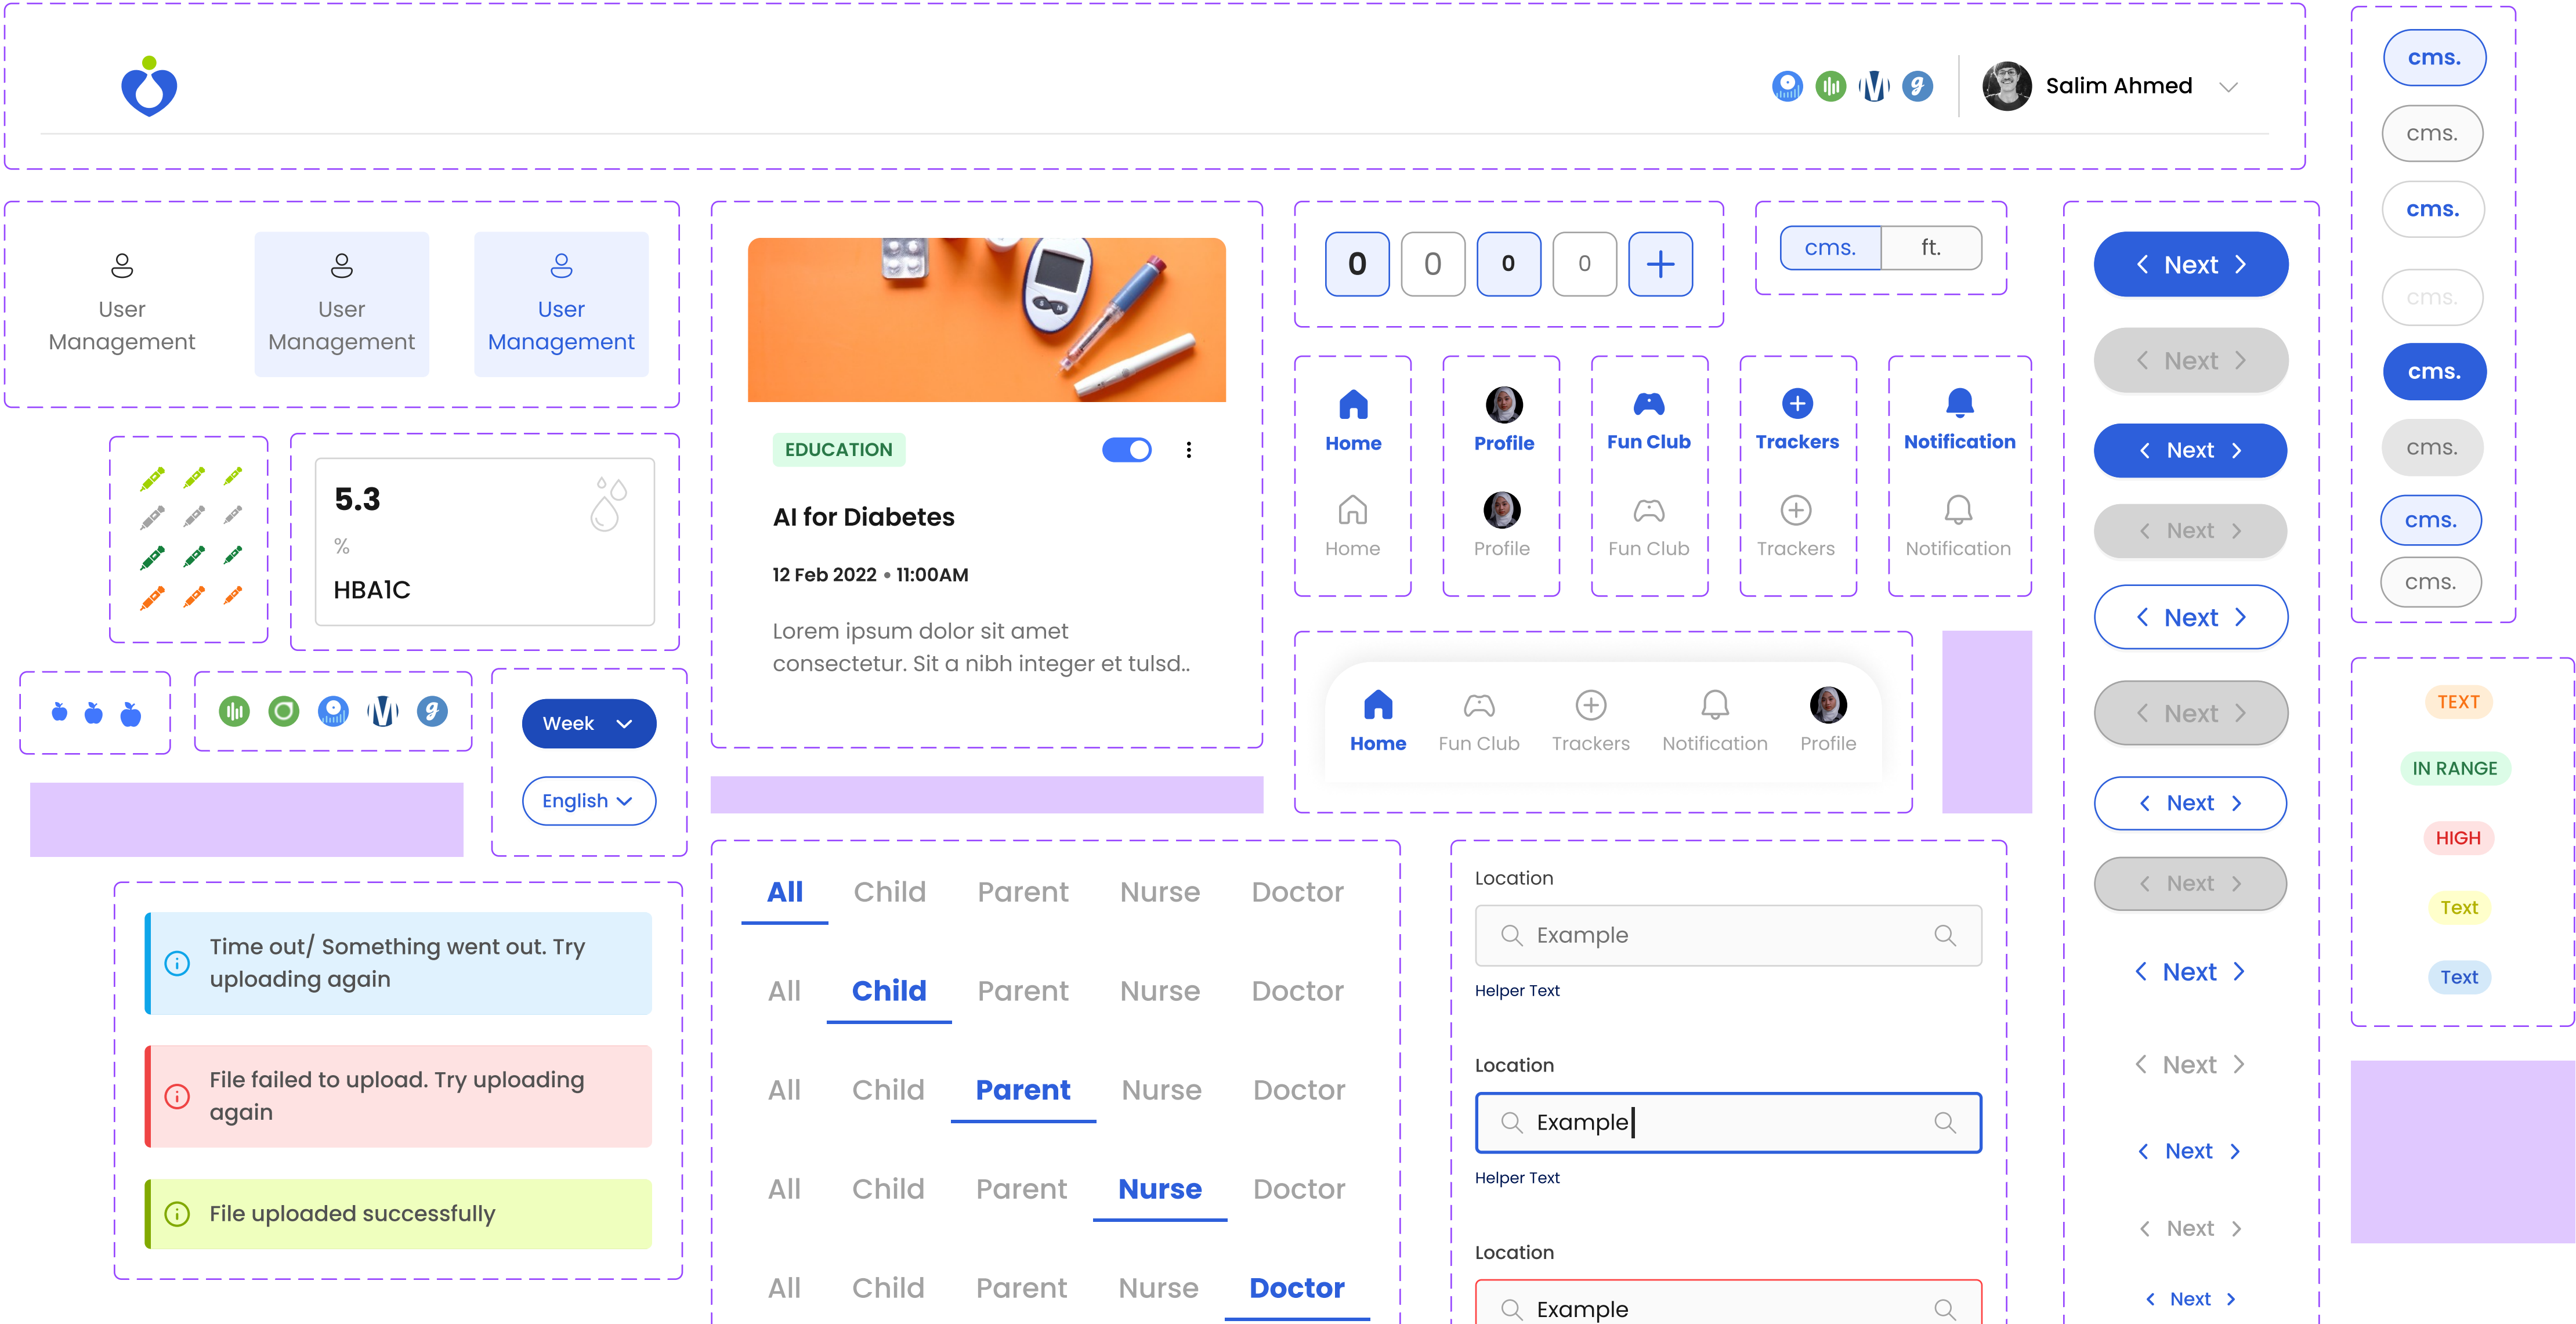 Salim Ahmed
cms.
cms.
cms.
cms.
cms.
cms.
cms.
cms.
User
Management
User
Management
User
Management
5.3
%
HBA1C
Week
English
EDUCATION
AI for Diabetes
12 Feb 2022 • 11:00AM
Lorem ipsum dolor sit amet
consectetur. Sit a nibh integer et tulsd..
0 0 0 0
cms. ft.
Home Profile Fun Club Trackers Notification
Home Profile Fun Club Trackers Notification
Home Fun Club Trackers Notification Profile
Next
Next
Next
Next
Next
Next
Next
Next
Next
Next
Next
Next
Next
TEXT
IN RANGE
HIGH
Text
Text
Time out/ Something went out. Try
uploading again
File failed to upload. Try uploading
again
File uploaded successfully
All Child Parent Nurse Doctor
All Child Parent Nurse Doctor
All Child Parent Nurse Doctor
All Child Parent Nurse Doctor
All Child Parent Nurse Doctor
Location
Example
Helper Text
Location
Example
Helper Text
Location
Example